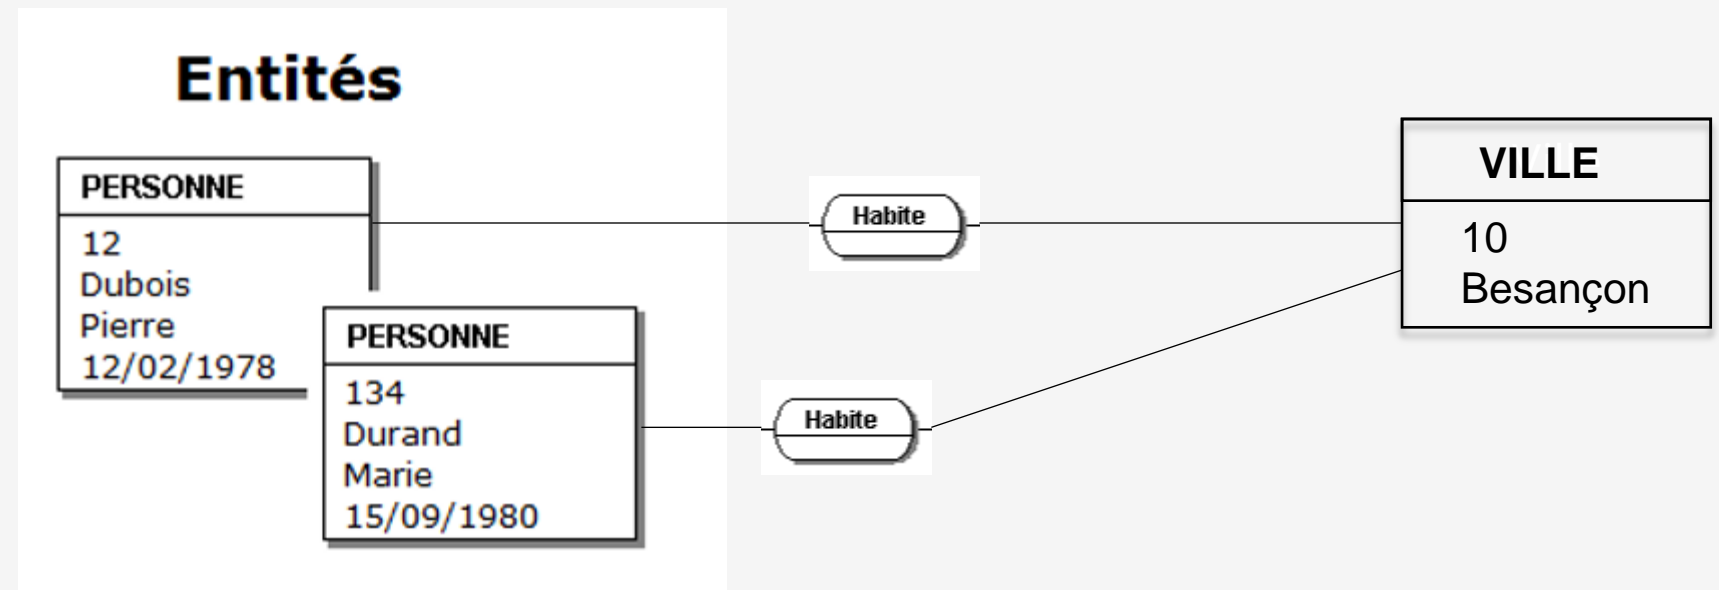 Entités
PERSONNE
12
Dubois
Pierre
12/02/1978
PERSONNE
134
Durand
Marie
15/09/1980
Habite
Habite
VILLE
10
Besançon